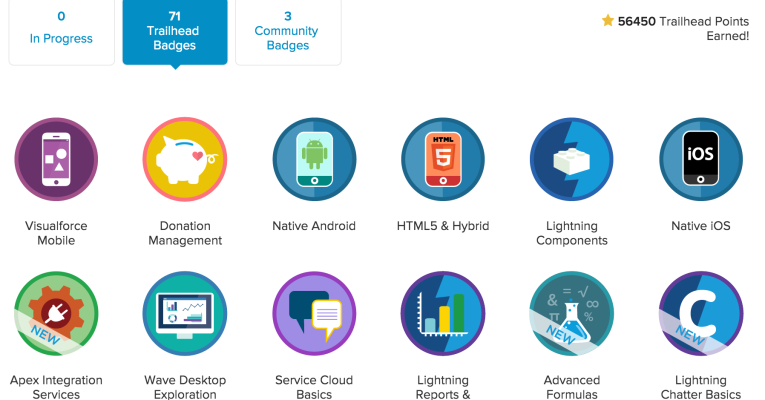 0
In Progress
71
Trailhead
Badges
3
Community
Badges
56450 Trailhead Points
Earned!
HTML
5
iOS
Visualforce
Mobile
Donation
Management
Native Android
HTML5 & Hybrid
Lightning
Components
Native iOS
NEW
& = √ ∞
π %
NEW
C
NEW
Apex Integration
Services
Wave Desktop
Exploration
Service Cloud
Basics
Lightning
Reports &
Advanced
Formulas
Lightning
Chatter Basics